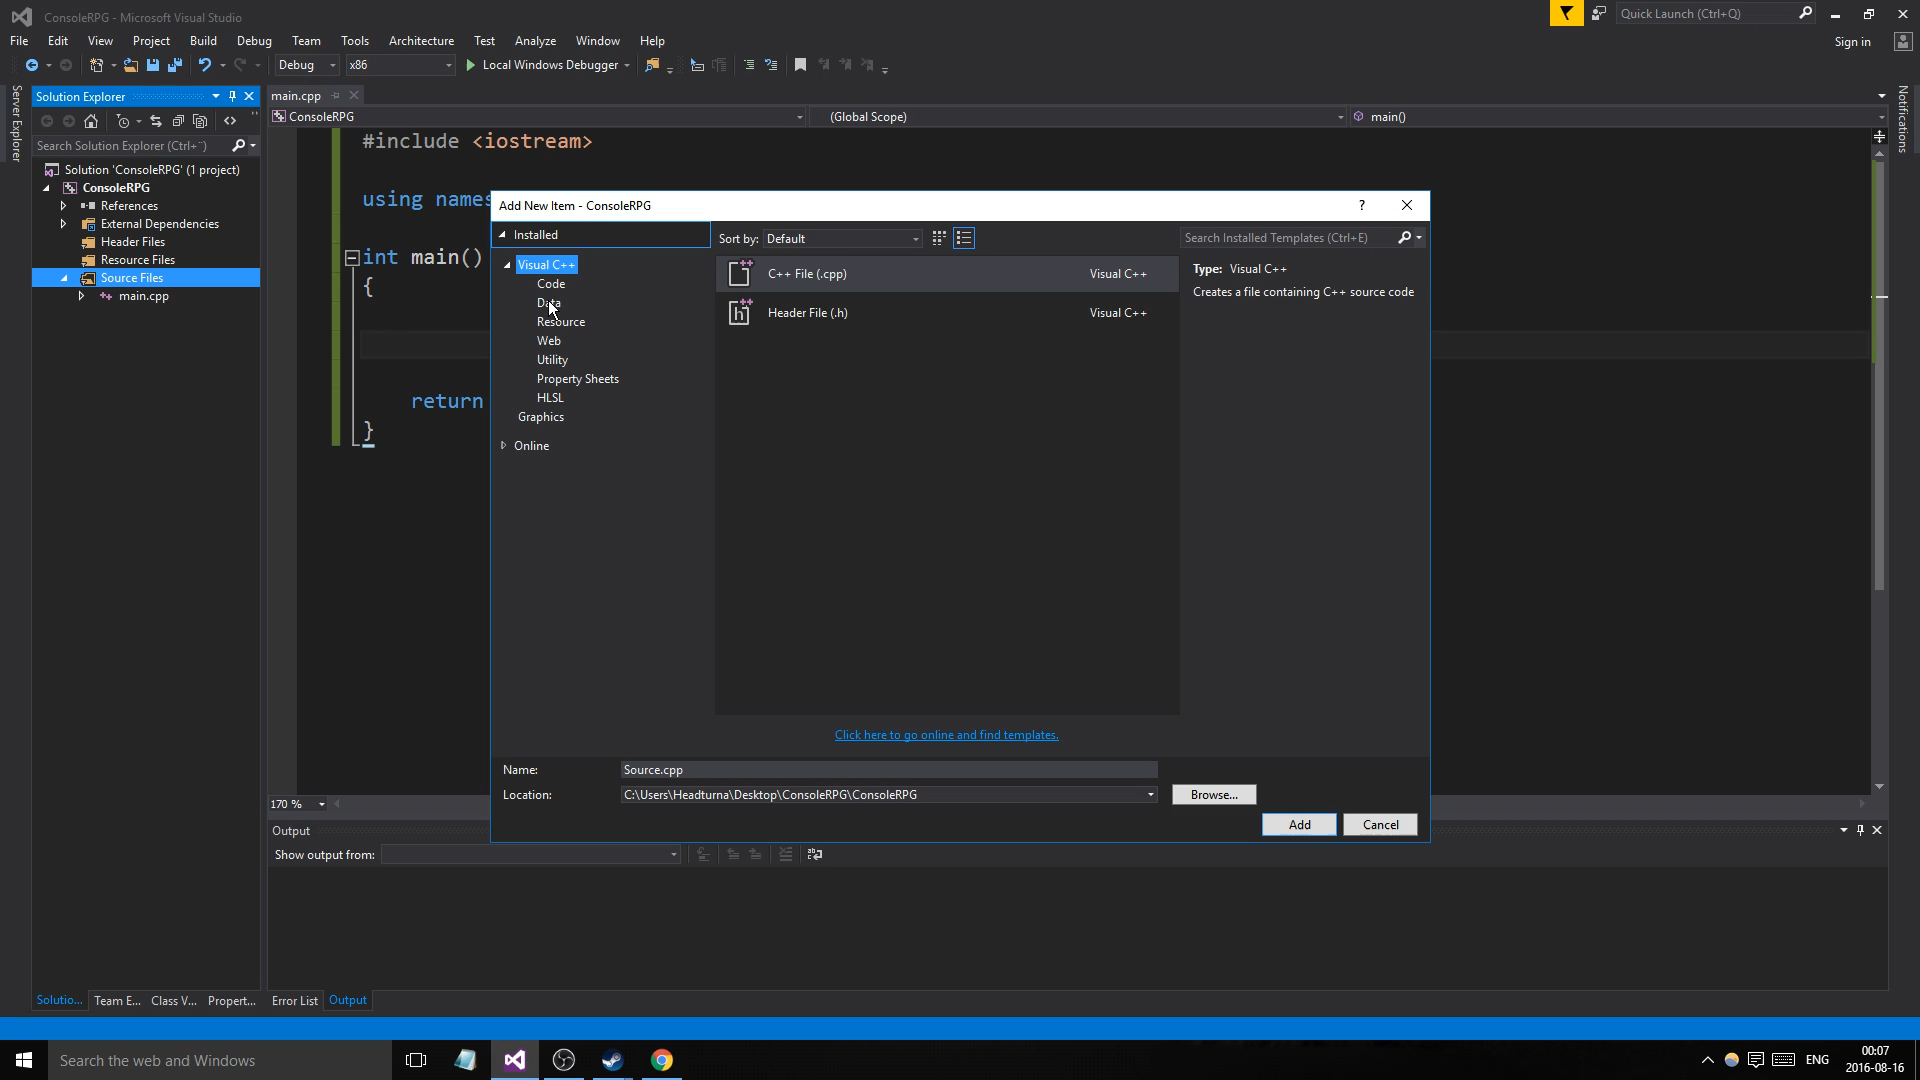 ConsoleRPG - Microsoft Visual Studio
Quick Launch (Ctrl+Q)
File Edit View Project Build Debug Team Tools Architecture Test Analyze Window Help
Sign in
Debug x86 Local Windows Debugger
Server Explorer
Solution Explorer
Search Solution Explorer (Ctrl+¨)
Solution 'ConsoleRPG' (1 project)
ConsoleRPG
References
External Dependencies
Header Files
Resource Files
Source Files
main.cpp
main.cpp
ConsoleRPG (Global Scope) main()
Notifications
#include <iostream>
using names
int main()
{
return
}
Add New Item - ConsoleRPG
?
Installed
Visual C++
Code
Data
Resource
Web
Utility
Property Sheets
HLSL
Graphics
Online
Sort by: Default
Search Installed Templates (Ctrl+E)
C++ File (.cpp) Visual C++
Header File (.h) Visual C++
Type: Visual C++
Creates a file containing C++ source code
Click here to go online and find templates.
Name: Source.cpp
Location: C:\Users\Headturna\Desktop\ConsoleRPG\ConsoleRPG Browse...
Add Cancel
170 %
Output
Show output from:
Solutio... Team E... Class V... Propert... Error List Output
Search the web and Windows
ENG
00:07
2016-08-16